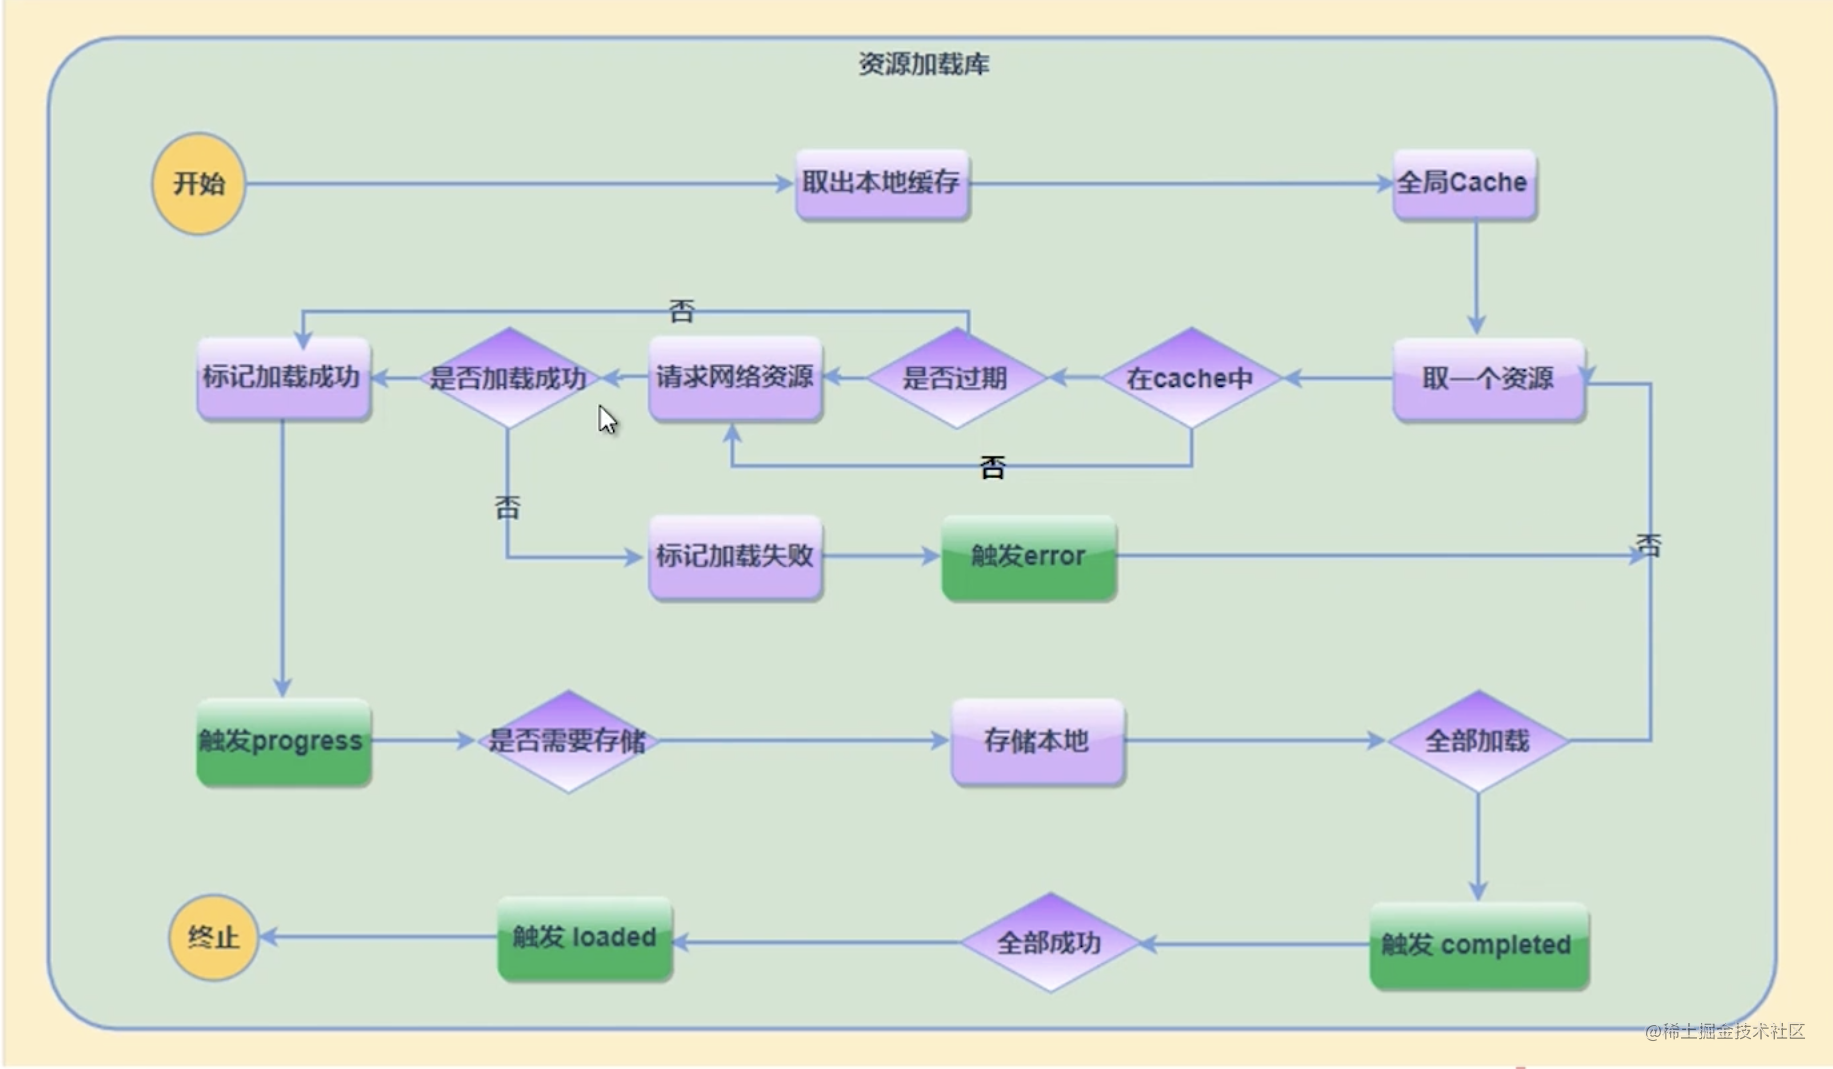 资源加载库
开始
取出本地缓存
全局Cache
否
标记加载成功
是否加载成功
请求网络资源
是否过期
在cache中
取一个资源
否
否
标记加载失败
触发error
否
触发progress
是否需要存储
存储本地
全部加载
终止
触发 loaded
全部成功
触发 completed
@稀土掘金技术社区